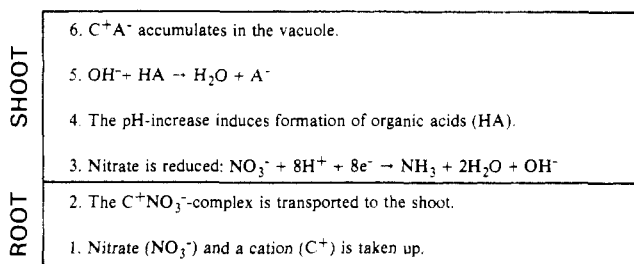 SHOOT
6. C⁺A⁻ accumulates in the vacuole.
5. OH⁻+ HA → H₂O + A⁻
4. The pH-increase induces formation of organic acids (HA).
3. Nitrate is reduced: NO₃⁻ + 8H⁺ + 8e⁻ → NH₃ + 2H₂O + OH⁻
ROOT
2. The C⁺NO₃⁻-complex is transported to the shoot.
1. Nitrate (NO₃⁻) and a cation (C⁺) is taken up.